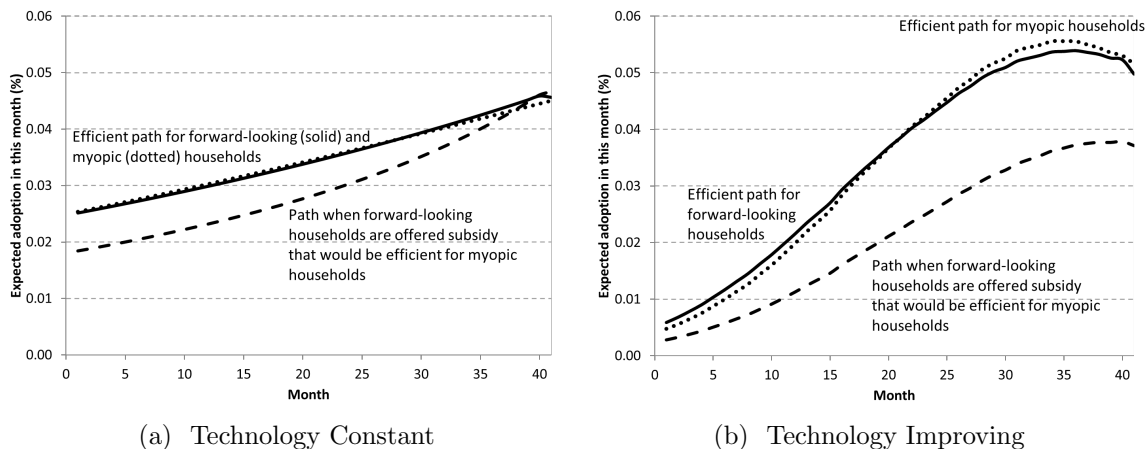 0.06
0.05
0.04
0.03
0.02
0.01
0.00
Expected adoption in this month (%)
Efficient path for forward-looking (solid) and
myopic (dotted) households
Path when forward-looking
households are offered subsidy
that would be efficient for myopic
households
0 5 10 15 20 25 30 35 40
Month
(a) Technology Constant
0.06
0.05
0.04
0.03
0.02
0.01
0.00
Expected adoption in this month (%)
Efficient path for myopic households
Efficient path for
forward-looking
households
Path when forward-looking
households are offered subsidy
that would be efficient for myopic
households
0 5 10 15 20 25 30 35 40
Month
(b) Technology Improving